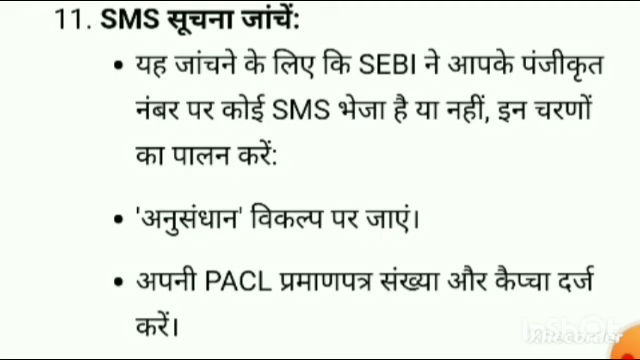 11. SMS सूचना जांचें:
• यह जांचने के लिए कि SEBI ने आपके पंजीकृत
नंबर पर कोई SMS भेजा है या नहीं, इन चरणों
का पालन करें:
• 'अनुसंधान' विकल्प पर जाएं।
• अपनी PACL प्रमाणपत्र संख्या और कैप्चा दर्ज
करें।